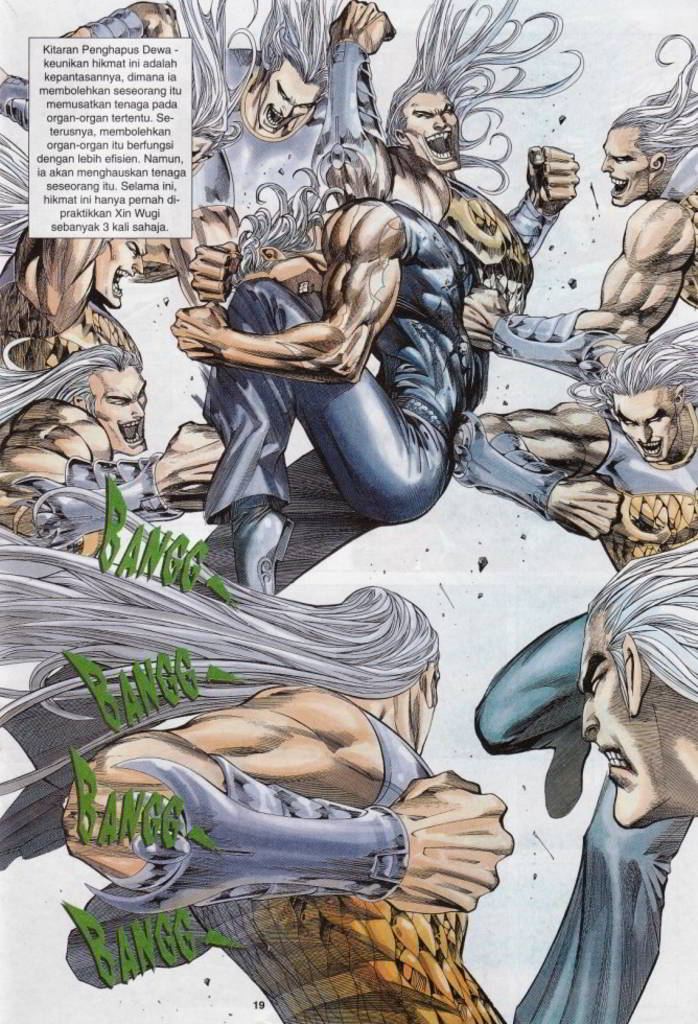 Kitaran Penghapus Dewa -
keunikan hikmat ini adalah
kepantasannya, dimana ia
membolehkan seseorang itu
memusatkan tenaga pada
organ-organ tertentu. Se-
terusnya, membolehkan
organ itu berfungsi
dengan lebih efisien. Namun,
ia akan menghauskan tenaga
seseorang itu. Selama ini,
hikmat ini pernah di-
praktikkan Xin Wugi
sebanyak 3 kali sahaja.
BANGG
BANGG
BANGG
BANGG
19